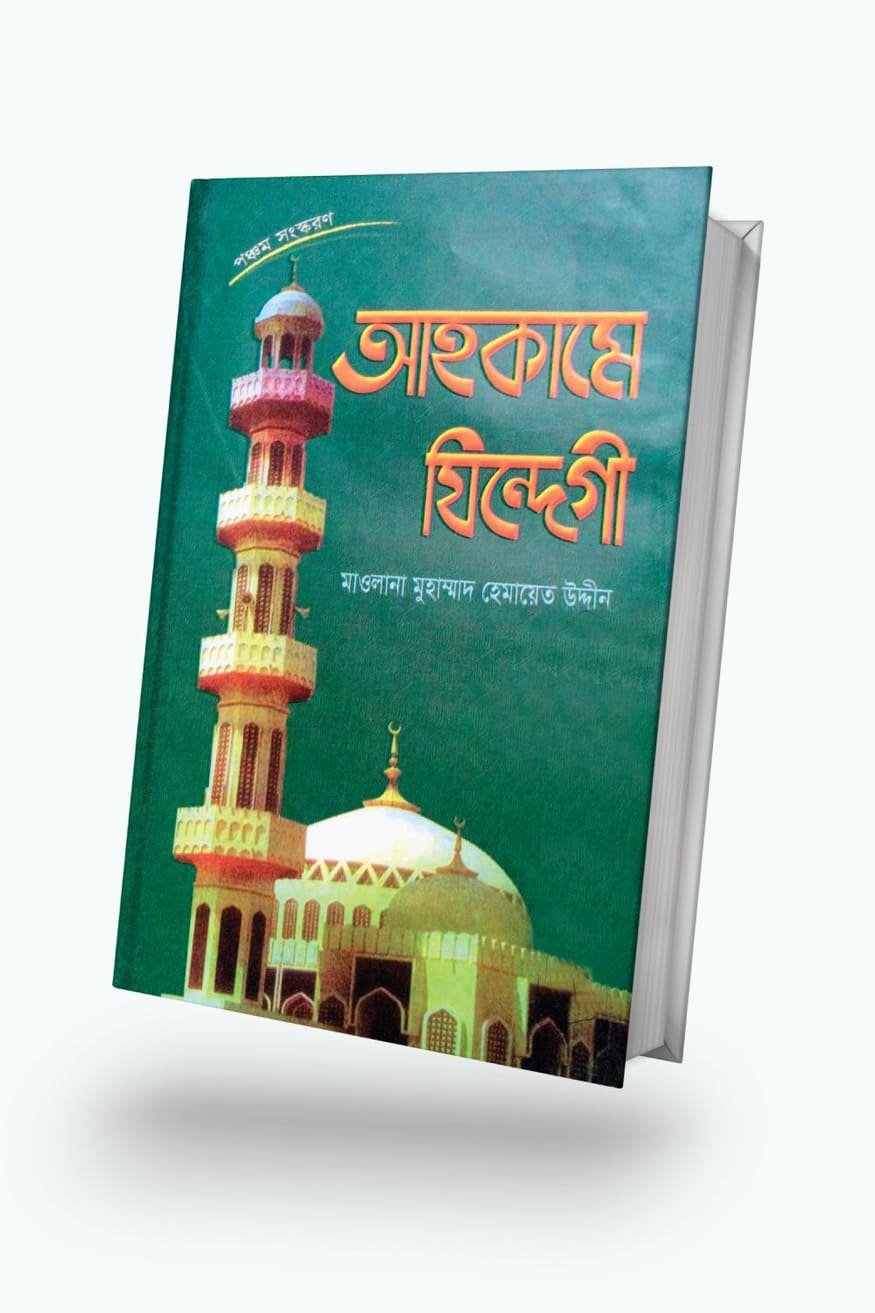 পঞ্চম সংস্করণ
আহকামে
যিন্দেগী
মাওলানা মুহাম্মাদ হেমায়েত উদ্দীন